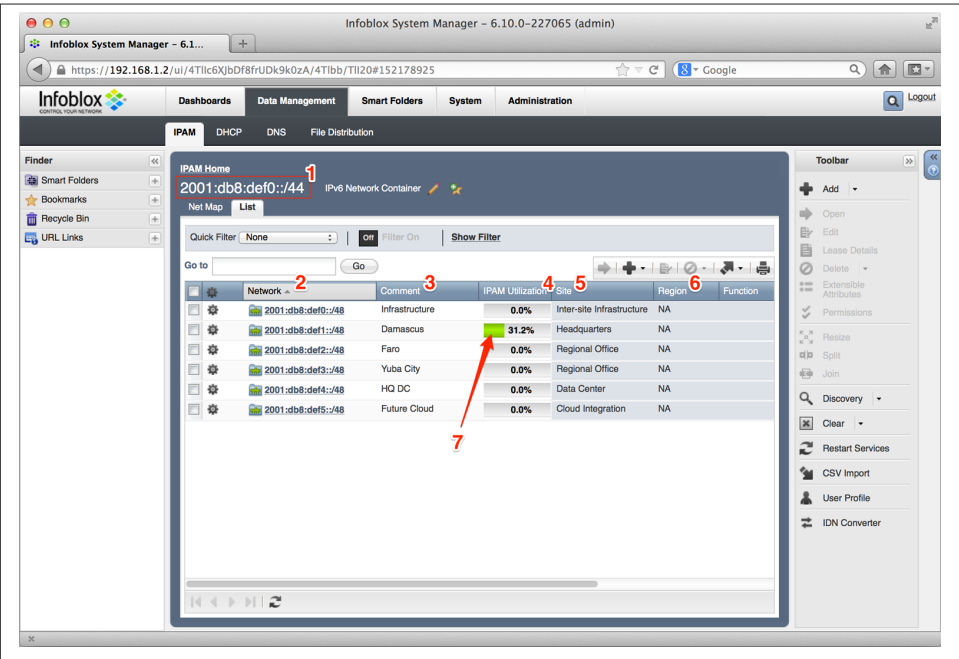 Infoblox System Manager – 6.10.0-227065 (admin)
Infoblox System Manager – 6.1...
+
https://192.168.1.2/ui/4TIlc6XJbDf8frUDk9k0zA/4TIbb/TlI20#152178925
Google
Infoblox
CONTROL YOUR NETWORK
Dashboards Data Management Smart Folders System Administration
Logout
IPAM DHCP DNS File Distribution
Finder
Smart Folders
Bookmarks
Recycle Bin
URL Links
IPAM Home
1
2001:db8:def0::/44 IPv6 Network Container
Net Map List
Quick Filter None Off Filter On Show Filter
Go to Go
2 3 4 5 6
Network Comment IPAM Utilization Site Region Function
2001:db8:def0::/48 Infrastructure 0.0% Inter-site Infrastructure NA
2001:db8:def1::/48 Damascus 31.2% Headquarters NA
2001:db8:def2::/48 Faro 0.0% Regional Office NA
2001:db8:def3::/48 Yuba City 0.0% Regional Office NA
2001:db8:def4::/48 HQ DC 0.0% Data Center NA
2001:db8:def5::/48 Future Cloud 0.0% Cloud Integration NA
7
Toolbar
Add
Open
Edit
Lease Details
Delete
Extensible
Attributes
Permissions
Resize
Split
Join
Discovery
Clear
Restart Services
CSV Import
User Profile
IDN Converter